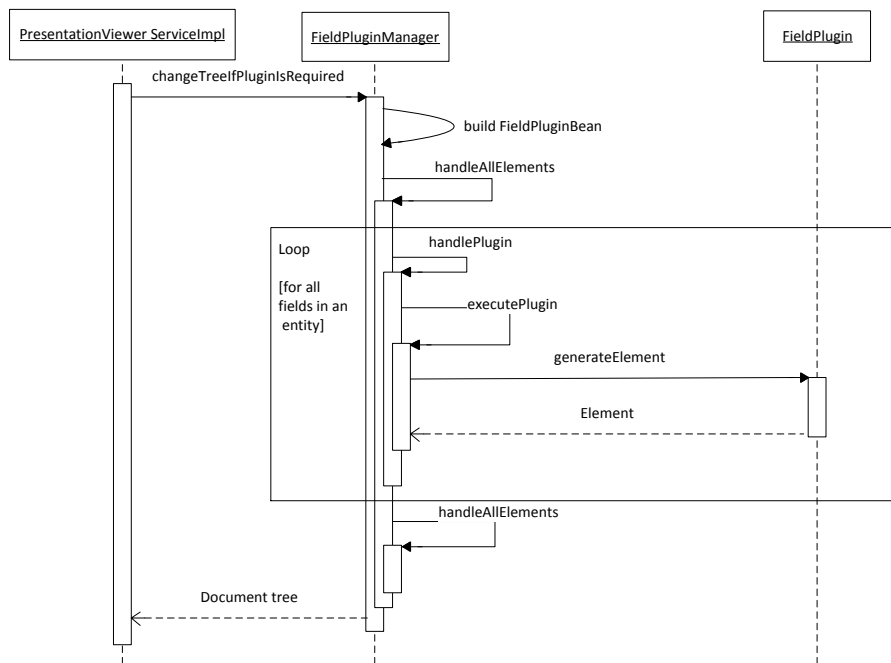 PresentationViewer ServiceImpl
FieldPluginManager
FieldPlugin
changeTreeIfPluginIsRequired
build FieldPluginBean
handleAllElements
Loop
handlePlugin
[for all
fields in an
entity]
executePlugin
generateElement
Element
handleAllElements
Document tree